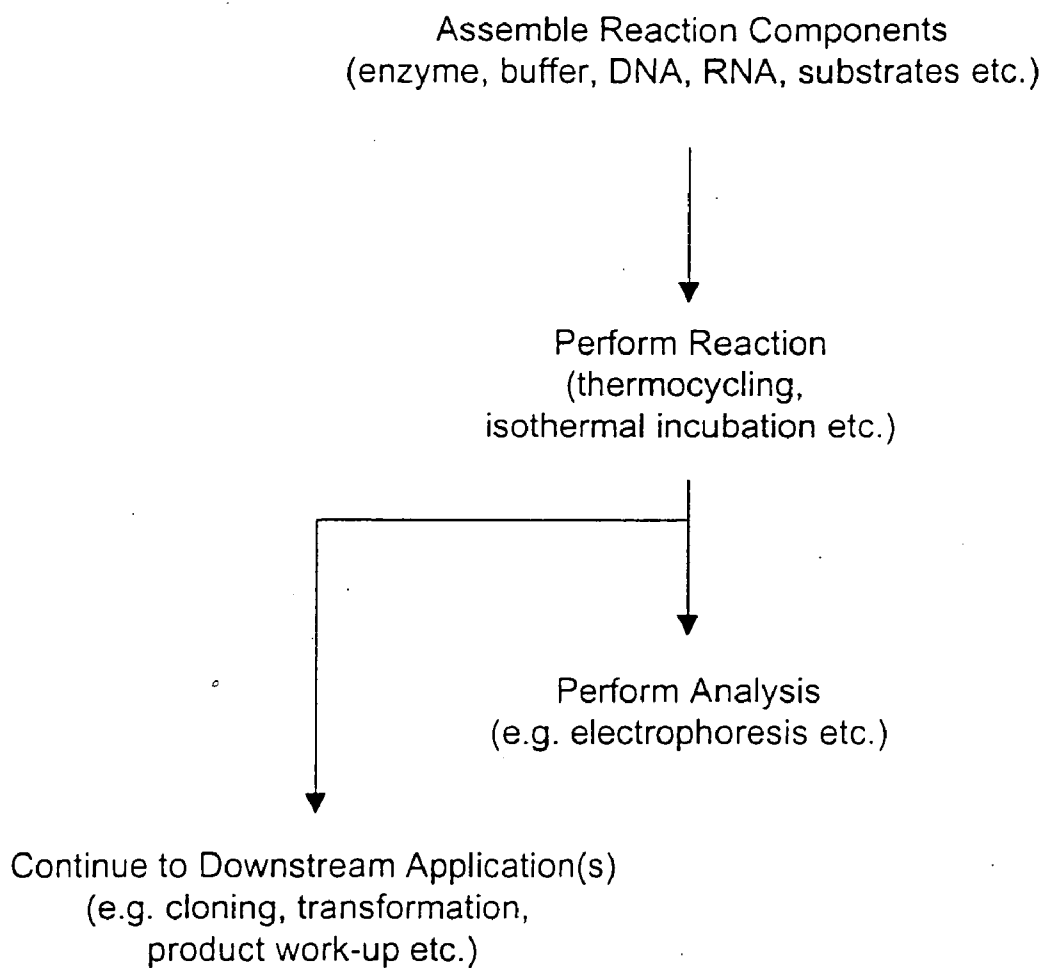 Assemble Reaction Components
(enzyme, buffer, DNA, RNA, substrates etc.)
Perform Reaction
(thermocycling,
isothermal incubation etc.)
Perform Analysis
(e.g. electrophoresis etc.)
Continue to Downstream Application(s)
(e.g. cloning, transformation,
product work-up etc.)